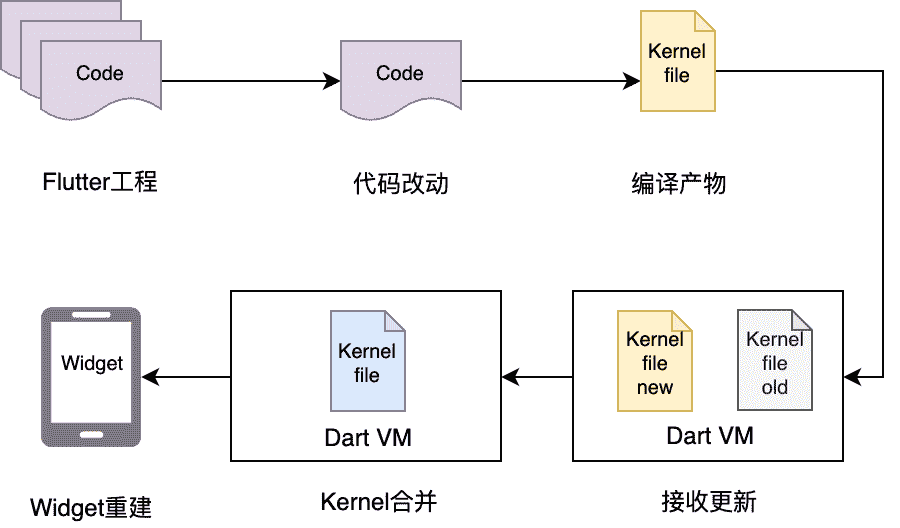 Code
Code
Kernel
file
Flutter工程
代码改动
编译产物
Widget
Kernel
file
Dart VM
Kernel
file
new
Kernel
file
old
Dart VM
Widget重建
Kernel合并
接收更新